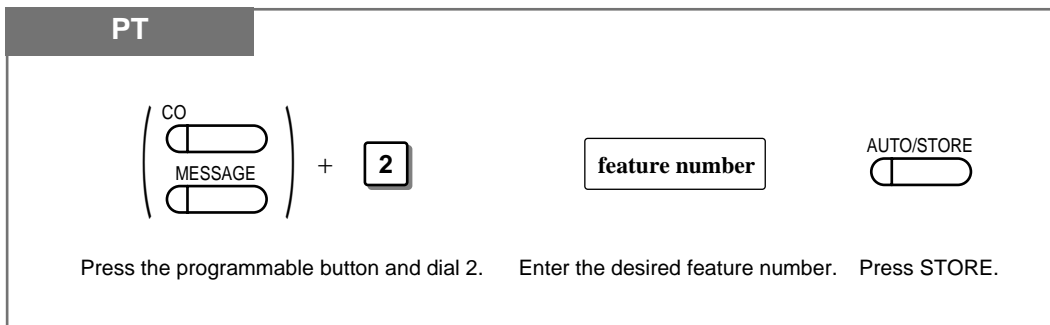 PT
CO
MESSAGE
+ 2
feature number
AUTO/STORE
Press the programmable button and dial 2. Enter the desired feature number. Press STORE.